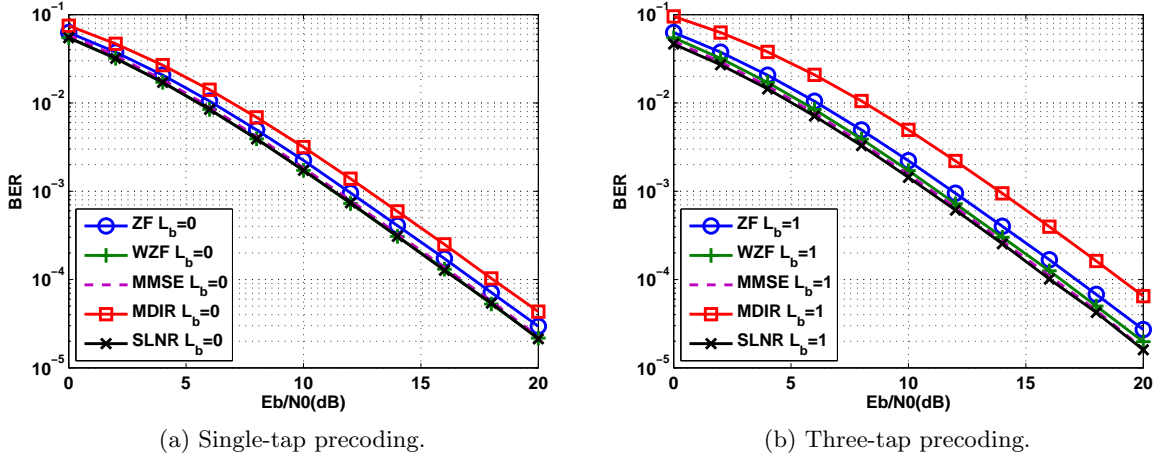 10^-1
10^-2
10^-3
10^-4
10^-5
BER
0
5
10
15
20
Eb/N0(dB)
ZF L_b=0
WZF L_b=0
MMSE L_b=0
MDIR L_b=0
SLNR L_b=0
(a) Single-tap precoding.
10^-1
10^-2
10^-3
10^-4
10^-5
BER
0
5
10
15
20
Eb/N0(dB)
ZF L_b=1
WZF L_b=1
MMSE L_b=1
MDIR L_b=1
SLNR L_b=1
(b) Three-tap precoding.